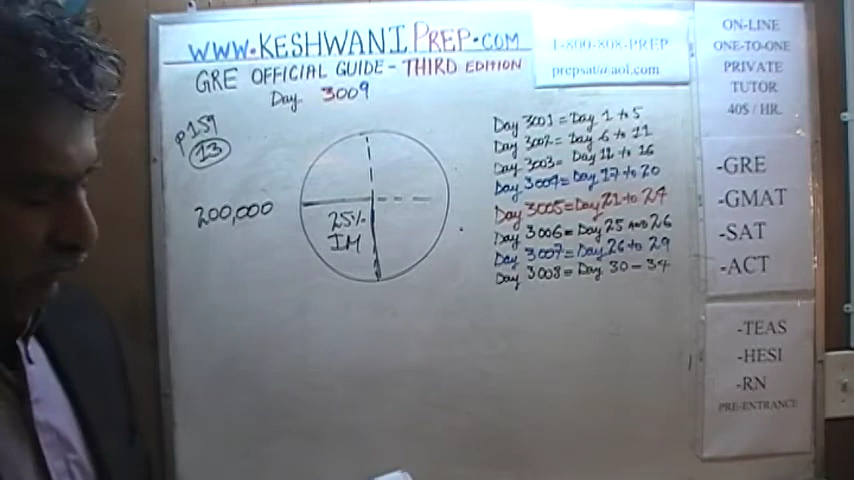 WWW.KESHWANIPREP.COM
GRE OFFICIAL GUIDE - THIRD EDITION
Day 3009
1-800-808-PREP
prepsat@aol.com
p159
13
200,000
25%
IM
Day 3001 = Day 1 to 5
Day 3002 = Day 6 to 11
Day 3003 = Day 12 to 16
Day 3004 = Day 17 to 20
Day 3005 = Day 21 to 24
Day 3006 = Day 25 AND 26
Day 3007 = Day 26 to 29
Day 3008 = Day 30 - 34
ON-LINE
ONE-TO-ONE
PRIVATE
TUTOR
40$ / HR.
-GRE
-GMAT
-SAT
-ACT
-TEAS
-HESI
-RN
PRE-ENTRANCE